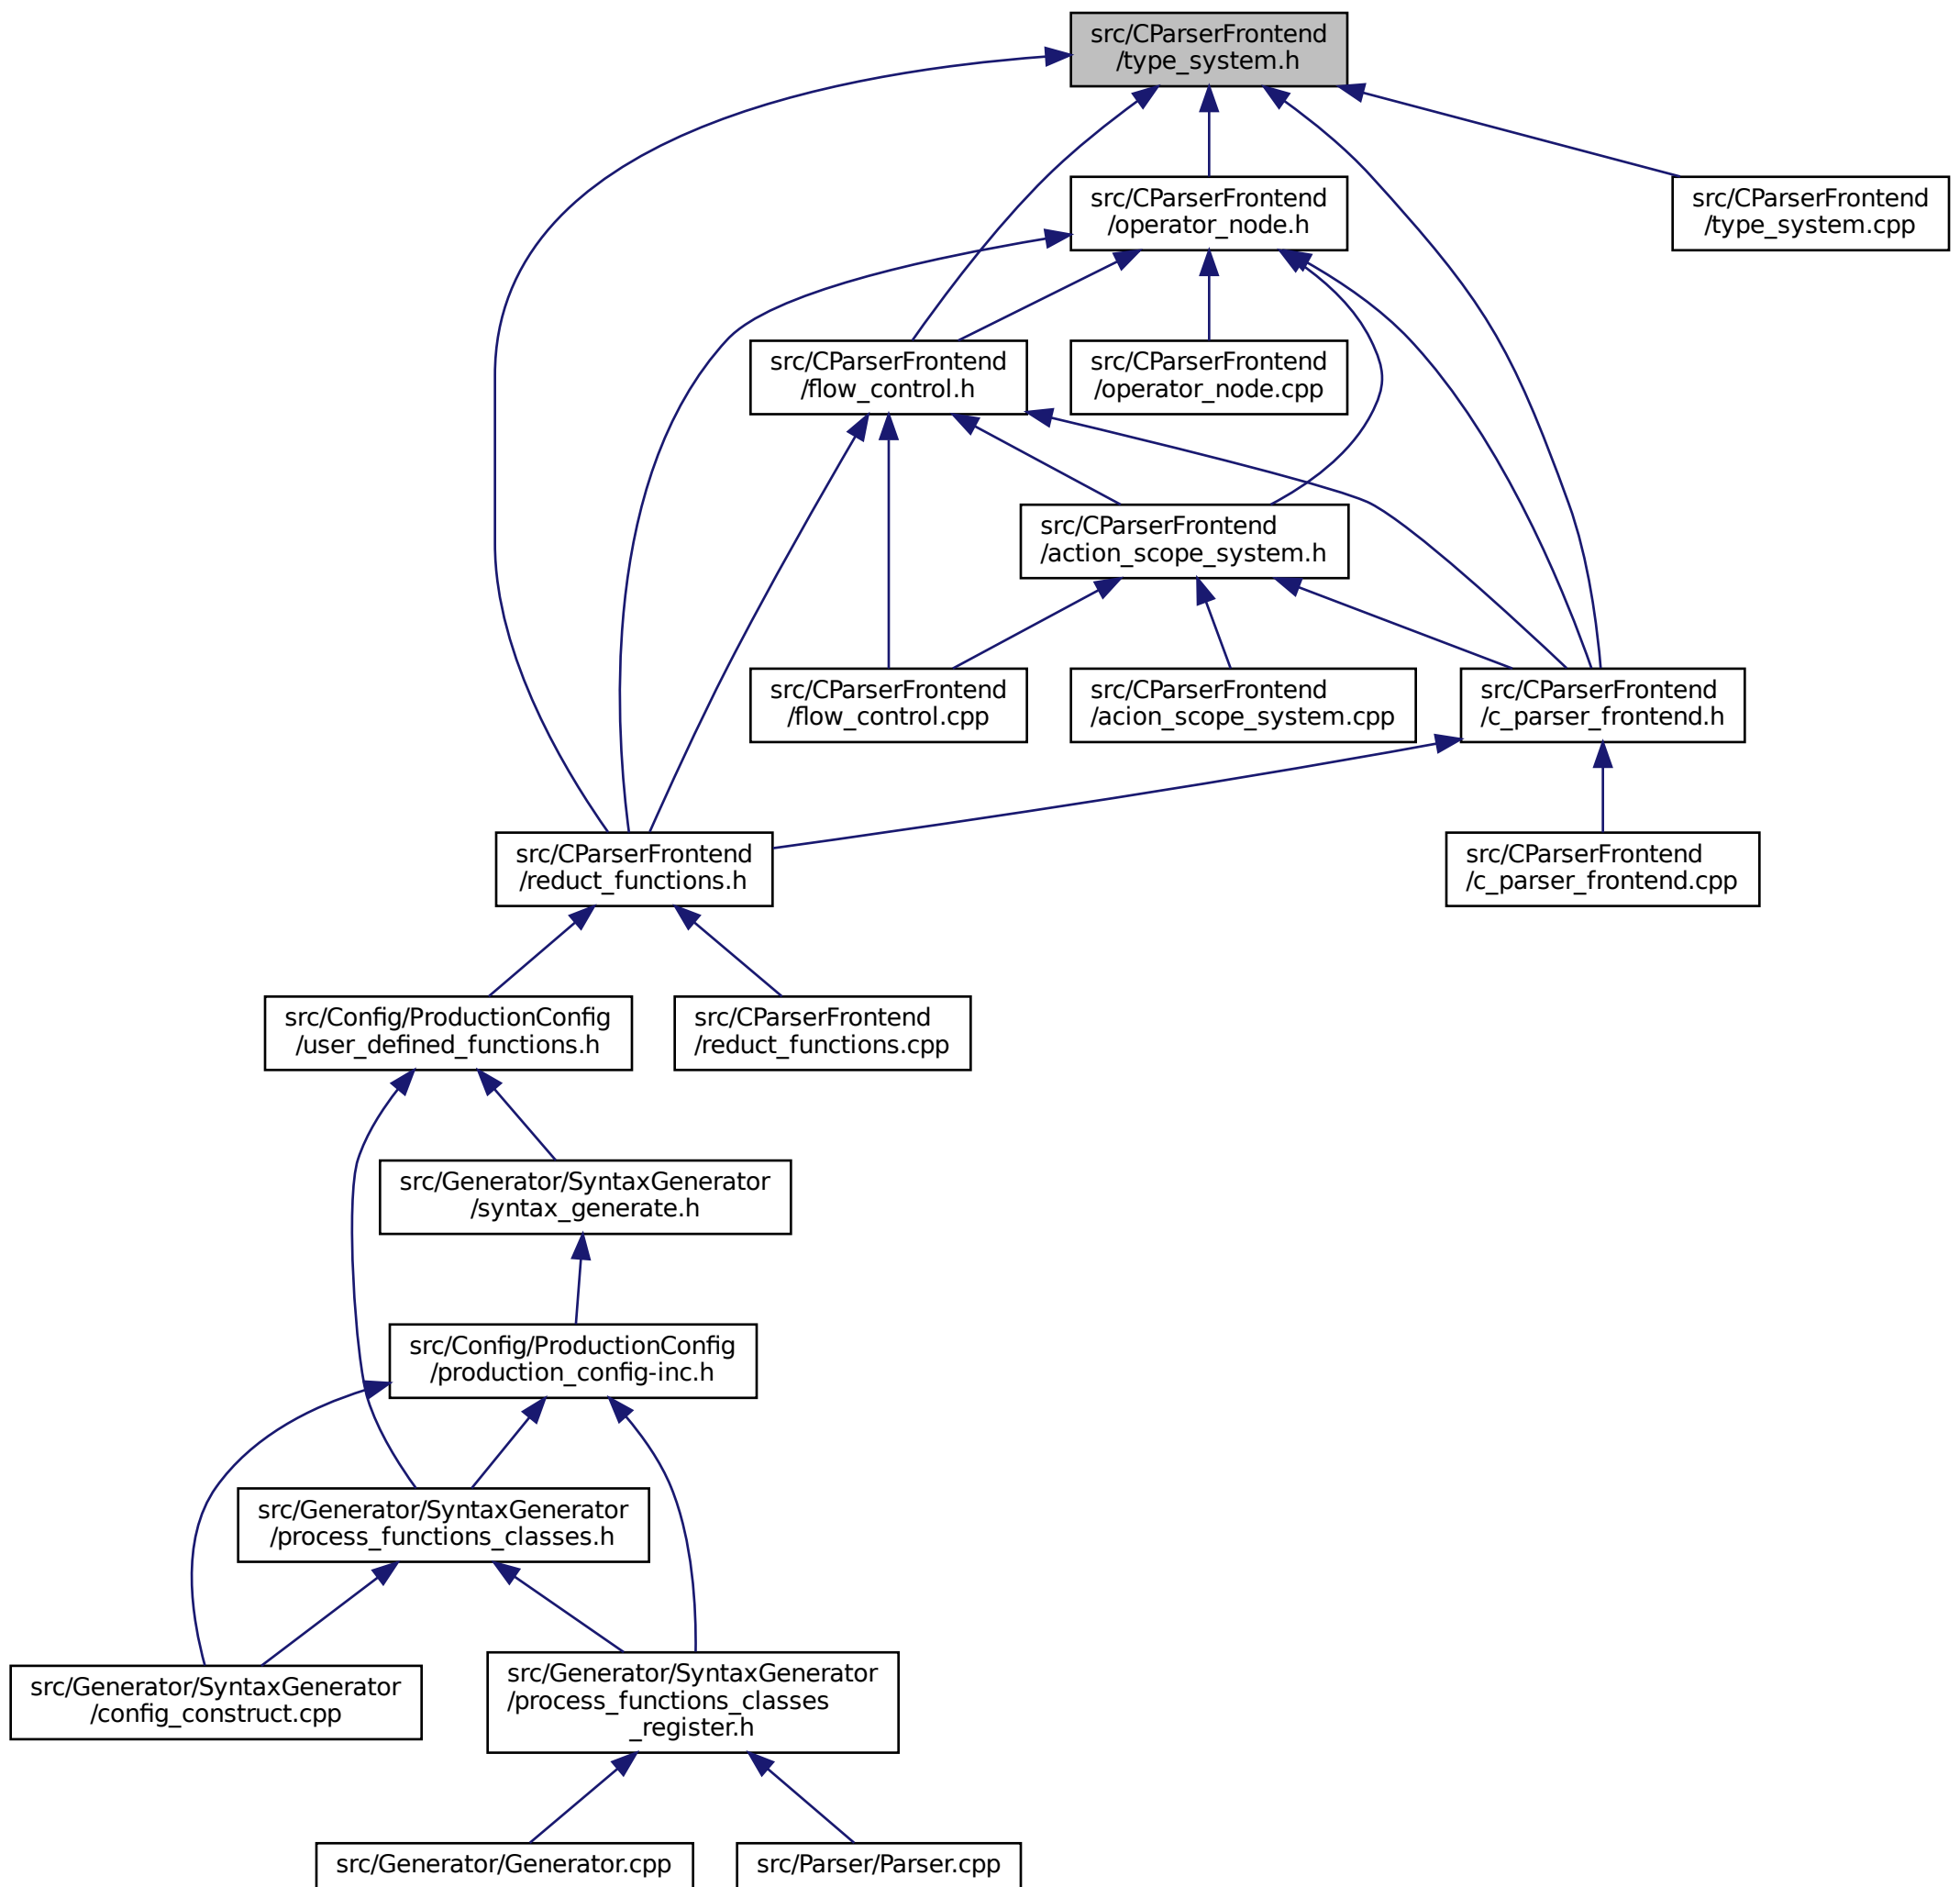 src/CParserFrontend
/type_system.h
src/CParserFrontend
/operator_node.h
src/CParserFrontend
/type_system.cpp
src/CParserFrontend
/flow_control.h
src/CParserFrontend
/operator_node.cpp
src/CParserFrontend
/action_scope_system.h
src/CParserFrontend
/flow_control.cpp
src/CParserFrontend
/acion_scope_system.cpp
src/CParserFrontend
/c_parser_frontend.h
src/CParserFrontend
/reduct_functions.h
src/CParserFrontend
/c_parser_frontend.cpp
src/Config/ProductionConfig
/user_defined_functions.h
src/CParserFrontend
/reduct_functions.cpp
src/Generator/SyntaxGenerator
/syntax_generate.h
src/Config/ProductionConfig
/production_config-inc.h
src/Generator/SyntaxGenerator
/process_functions_classes.h
src/Generator/SyntaxGenerator
/config_construct.cpp
src/Generator/SyntaxGenerator
/process_functions_classes
_register.h
src/Generator/Generator.cpp
src/Parser/Parser.cpp